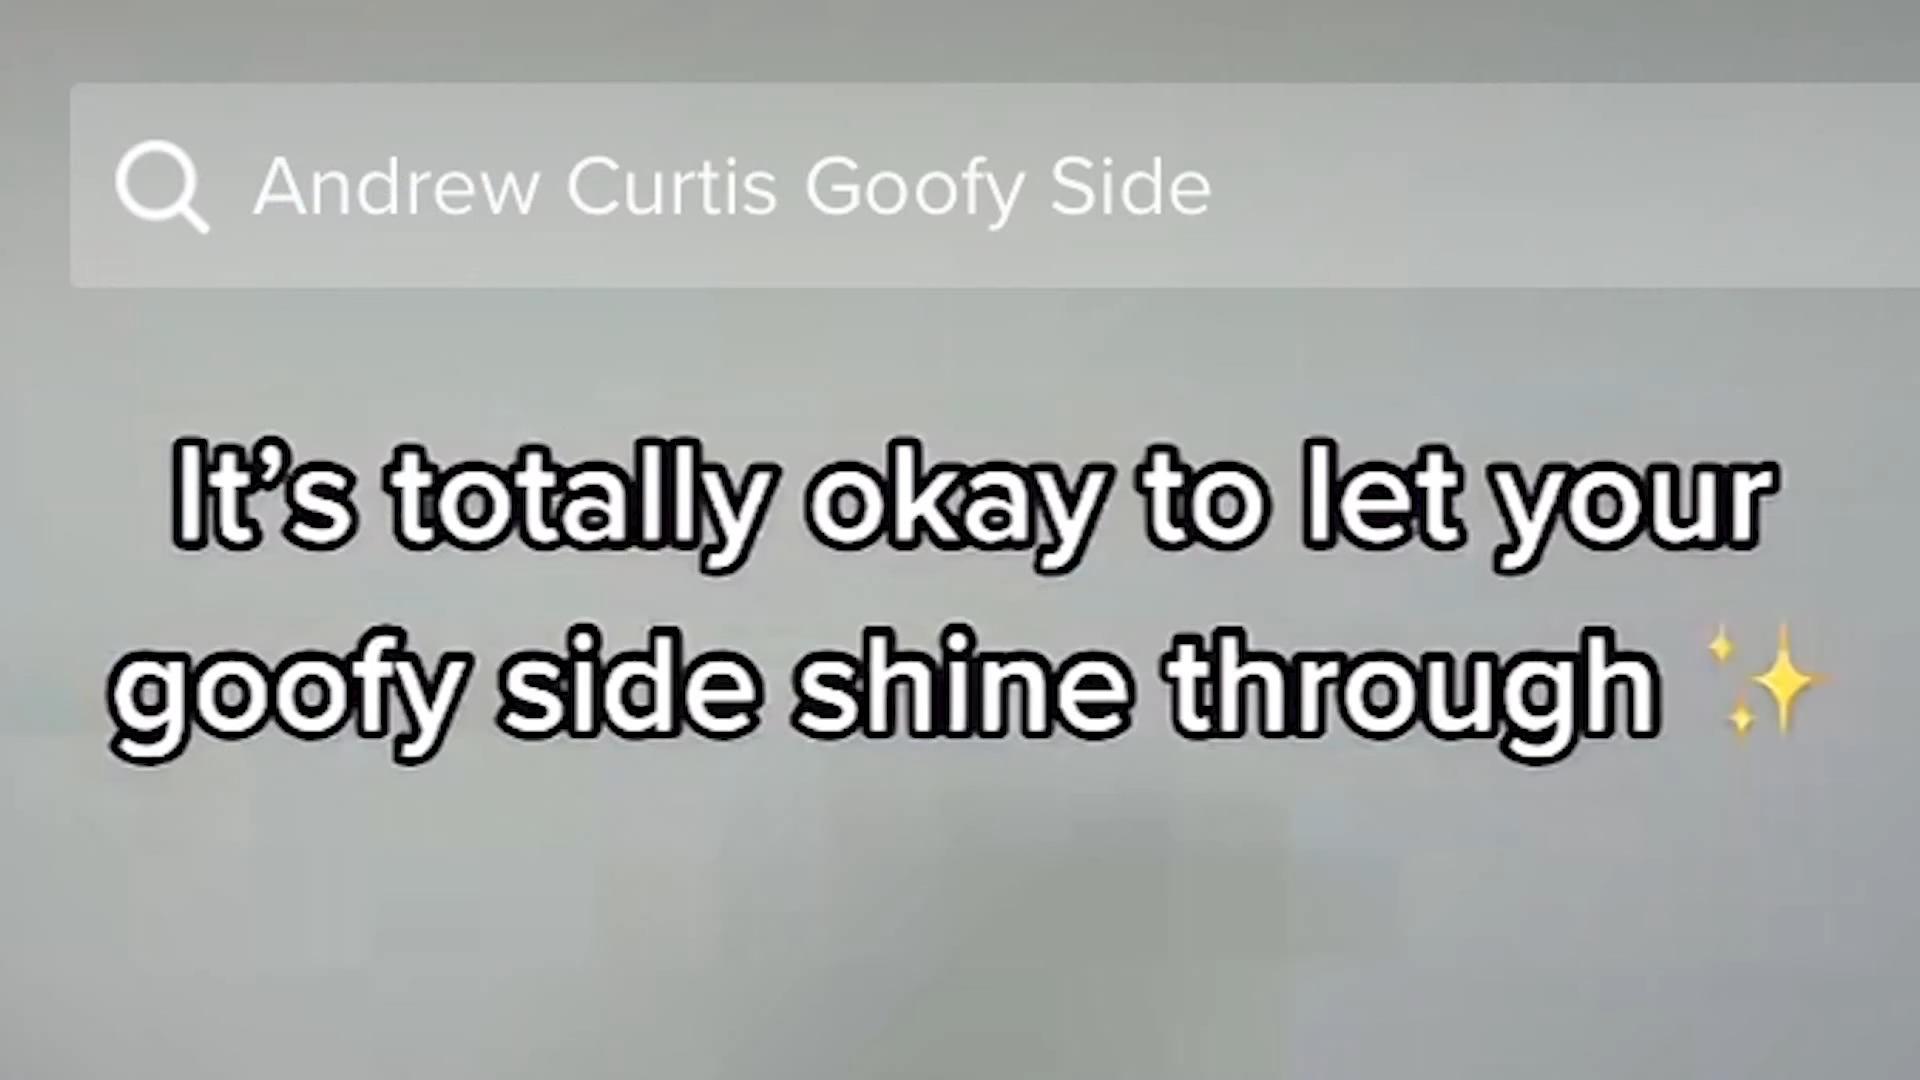 Andrew Curtis Goofy Side
It’s totally okay to let your
goofy side shine through ✨